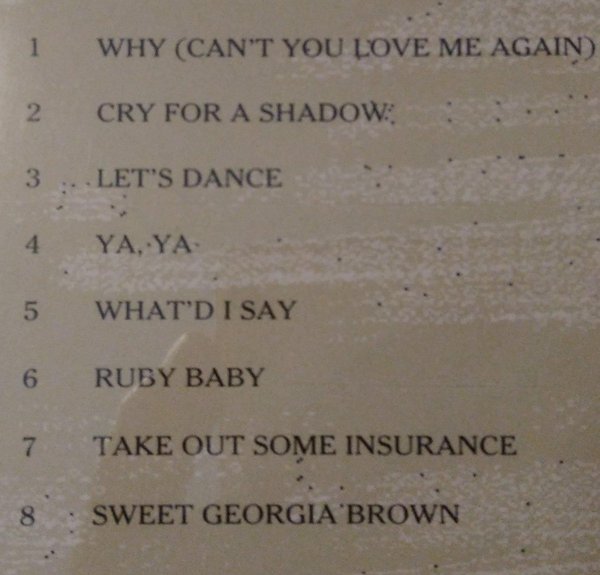 1 WHY (CAN'T YOU LOVE ME AGAIN)
2 CRY FOR A SHADOW
3 LET'S DANCE
4 YA, YA
5 WHAT'D I SAY
6 RUBY BABY
7 TAKE OUT SOME INSURANCE
8 SWEET GEORGIA BROWN